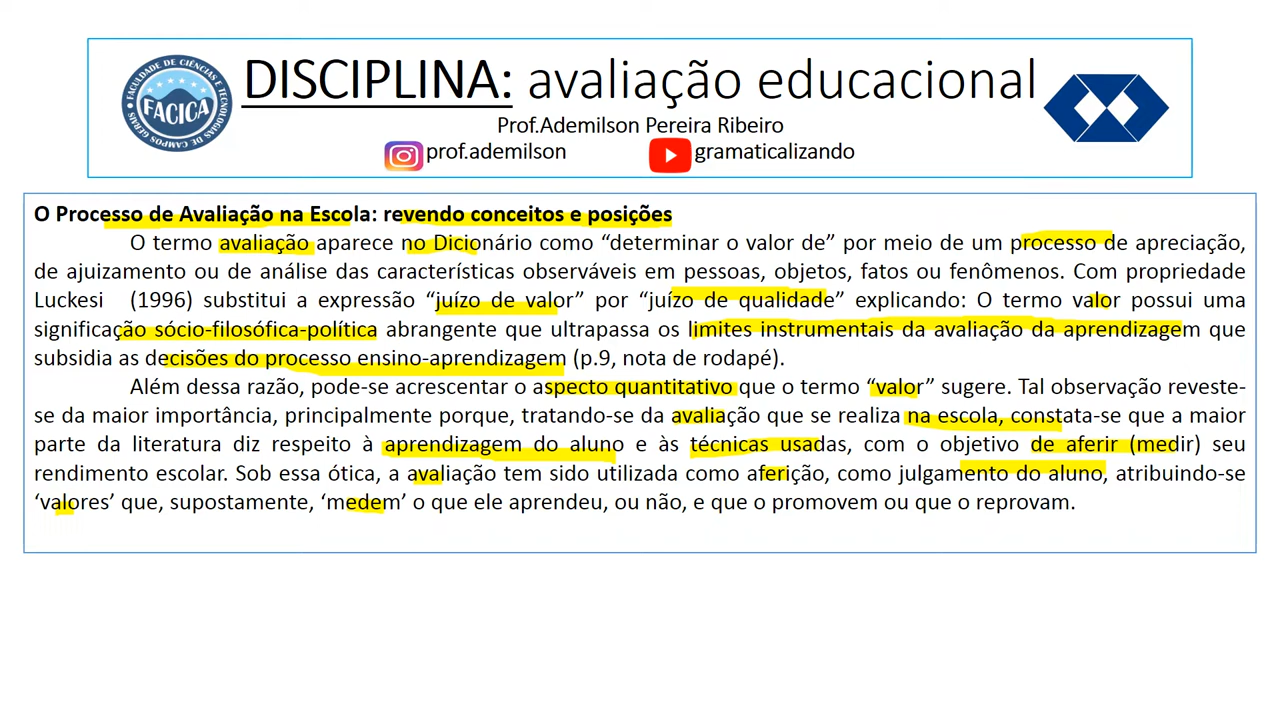 FACULDADE DE CIÊNCIAS E TECNOLOGIAS DE CAMPOS GERAIS
FACICA
DISCIPLINA: avaliação educacional
Prof.Ademilson Pereira Ribeiro
prof.ademilson
gramaticalizando
O Processo de Avaliação na Escola: revendo conceitos e posições
O termo avaliação aparece no Dicionário como “determinar o valor de” por meio de um processo de apreciação,
de ajuizamento ou de análise das características observáveis em pessoas, objetos, fatos ou fenômenos. Com propriedade
Luckesi (1996) substitui a expressão “juízo de valor” por “juízo de qualidade” explicando: O termo valor possui uma
significação sócio-filosófica-política abrangente que ultrapassa os limites instrumentais da avaliação da aprendizagem que
subsidia as decisões do processo ensino-aprendizagem (p.9, nota de rodapé).
Além dessa razão, pode-se acrescentar o aspecto quantitativo que o termo “valor” sugere. Tal observação reveste-
se da maior importância, principalmente porque, tratando-se da avaliação que se realiza na escola, constata-se que a maior
parte da literatura diz respeito à aprendizagem do aluno e às técnicas usadas, com o objetivo de aferir (medir) seu
rendimento escolar. Sob essa ótica, a avaliação tem sido utilizada como aferição, como julgamento do aluno, atribuindo-se
‘valores’ que, supostamente, ‘medem’ o que ele aprendeu, ou não, e que o promovem ou que o reprovam.